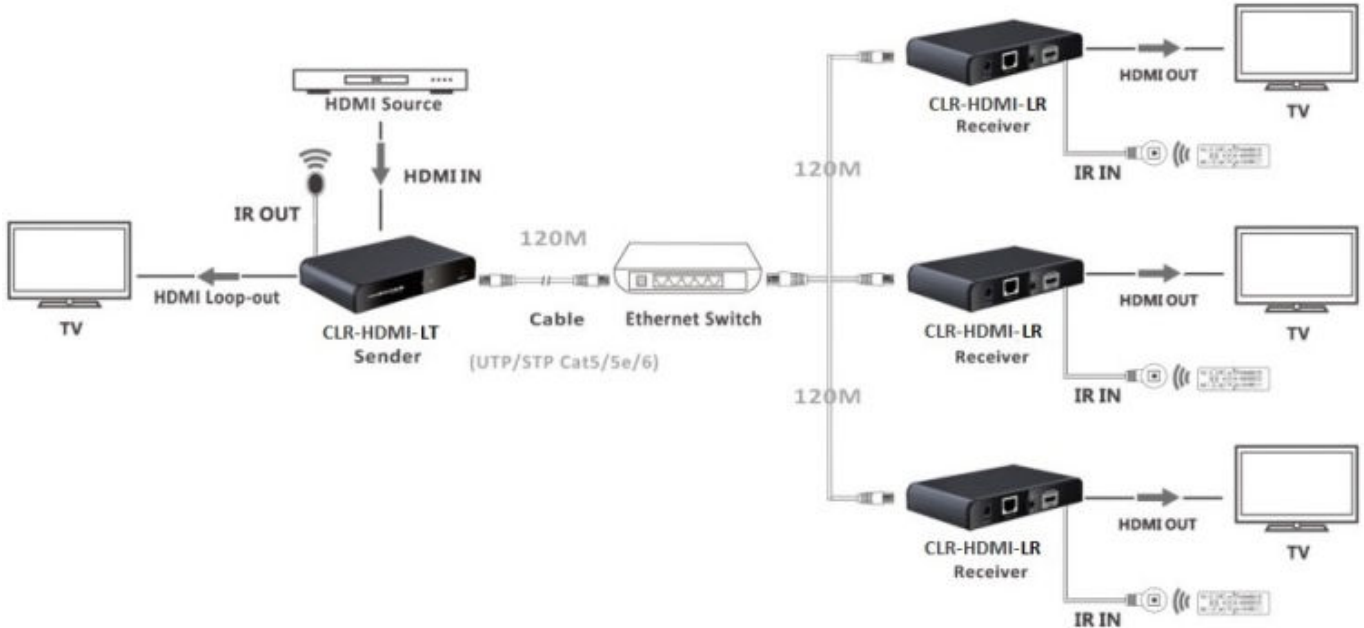 HDMI Source
HDMI IN
IR OUT
HDMI Loop-out
TV
CLR-HDMI-LT
Sender
120M
Cable
(UTP/STP Cat5/5e/6)
Ethernet Switch
120M
120M
CLR-HDMI-LR
Receiver
HDMI OUT
TV
IR IN
CLR-HDMI-LR
Receiver
HDMI OUT
TV
IR IN
CLR-HDMI-LR
Receiver
HDMI OUT
TV
IR IN